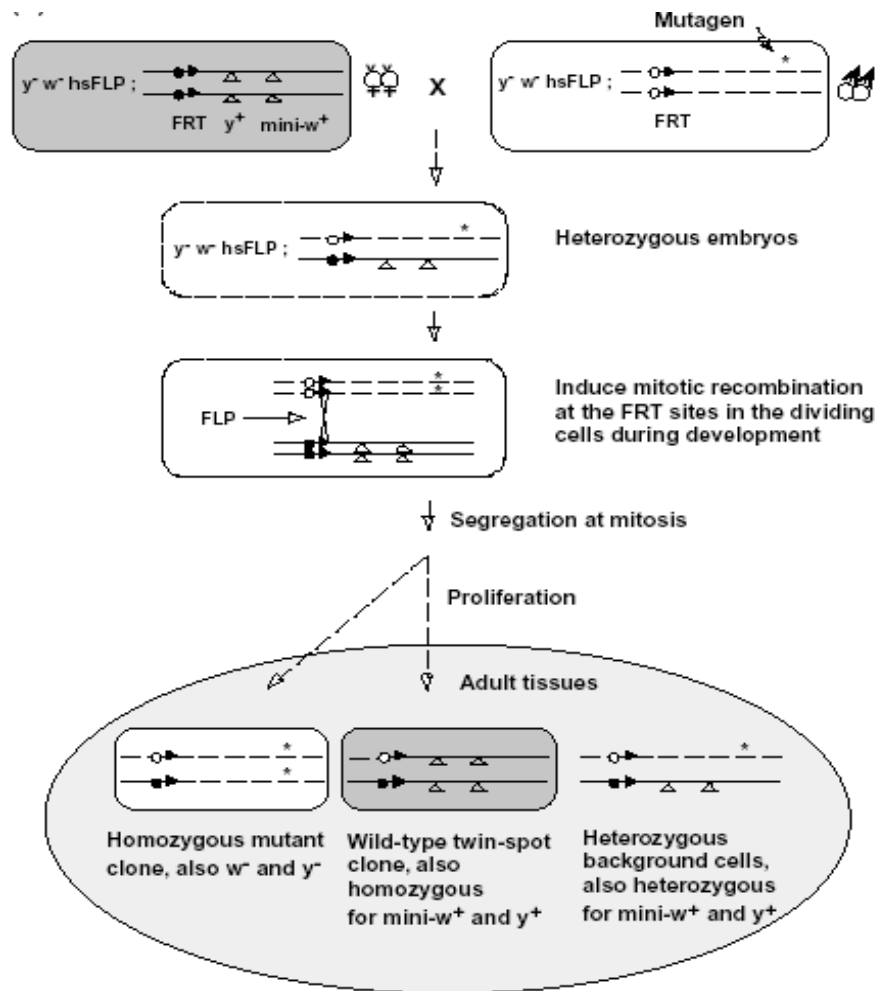 Mutagen
*
y⁻ w⁻ hsFLP ;
FRT y⁺ mini-w⁺
X
y⁻ w⁻ hsFLP ;
FRT
*
y⁻ w⁻ hsFLP ;
Heterozygous embryos
*
*
FLP
Induce mitotic recombination
at the FRT sites in the dividing
cells during development
Segregation at mitosis
Proliferation
Adult tissues
*
*
*
Homozygous mutant
clone, also w⁻ and y⁻
Wild-type twin-spot
clone, also
homozygous
for mini-w⁺ and y⁺
Heterozygous
background cells,
also heterozygous
for mini-w⁺ and y⁺